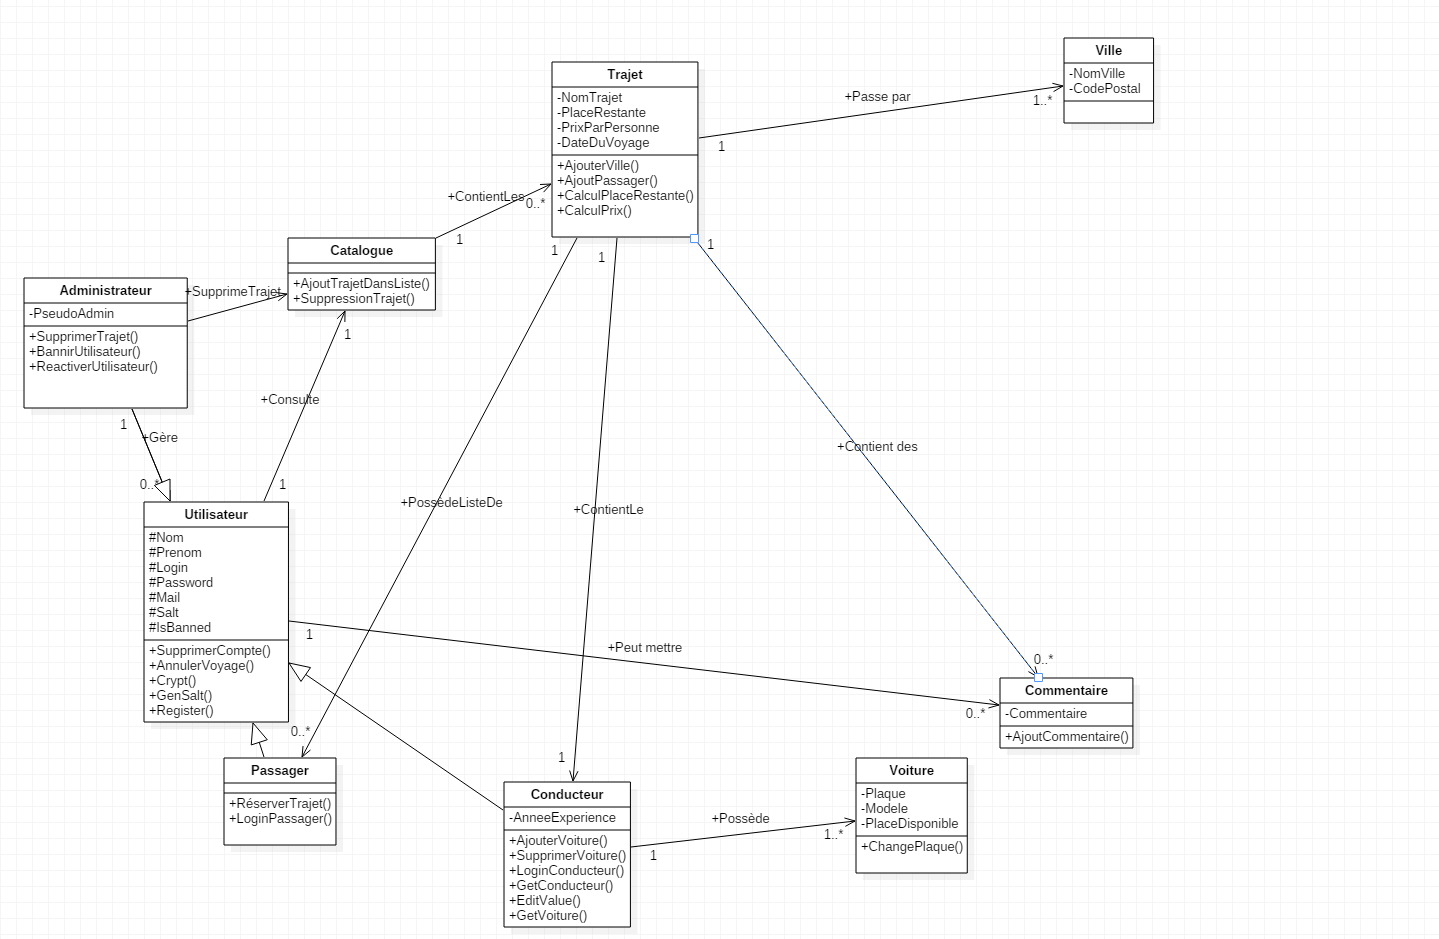 Ville
-NomVille
-CodePostal
Trajet
-NomTrajet
-PlaceRestante
-PrixParPersonne
-DateDuVoyage
+AjouterVille()
+AjoutPassager()
+CalculPlaceRestante()
+CalculPrix()
+Passe par
1
1..*
+ContientLes
1
0..*
Catalogue
+AjoutTrajetDansListe()
+SuppressionTrajet()
Administrateur
-PseudoAdmin
+SupprimerTrajet()
+BannirUtilisateur()
+ReactiverUtilisateur()
+SupprimeTrajet
1
+Gère
0..*
1
+Consulte
1
1
+PossèdeListeDe
0..*
1
+ContientLe
1
1
+Contient des
0..*
Utilisateur
#Nom
#Prenom
#Login
#Password
#Mail
#Salt
#IsBanned
+SupprimerCompte()
+AnnulerVoyage()
+Crypt()
+GenSalt()
+Register()
1
+Peut mettre
0..*
Commentaire
-Commentaire
+AjoutCommentaire()
Passager
+RéserverTrajet()
+LoginPassager()
Conducteur
-AnneeExperience
+AjouterVoiture()
+SupprimerVoiture()
+LoginConducteur()
+GetConducteur()
+EditValue()
+GetVoiture()
1
+Possède
1..*
Voiture
-Plaque
-Modele
-PlaceDisponible
+ChangePlaque()